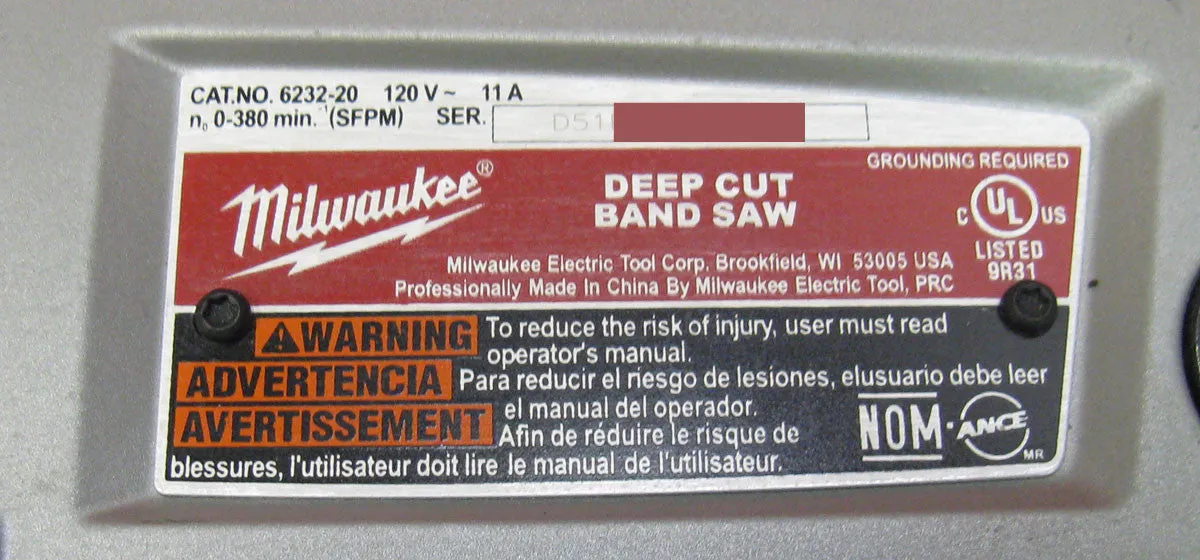 CAT.NO. 6232-20 120 V ~ 11 A
n₀ 0-380 min.⁻¹ (SFPM) SER.
D51
GROUNDING REQUIRED
Milwaukee®
DEEP CUT
BAND SAW
C UL US
LISTED
9R31
Milwaukee Electric Tool Corp. Brookfield, WI 53005 USA
Professionally Made In China By Milwaukee Electric Tool, PRC
WARNING To reduce the risk of injury, user must read
operator's manual.
ADVERTENCIA Para reducir el riesgo de lesiones, elusuario debe leer
el manual del operador.
AVERTISSEMENT Afin de réduire le risque de
blessures, l'utilisateur doit lire le manual de l'utilisateur.
NOM-ANCE
MR